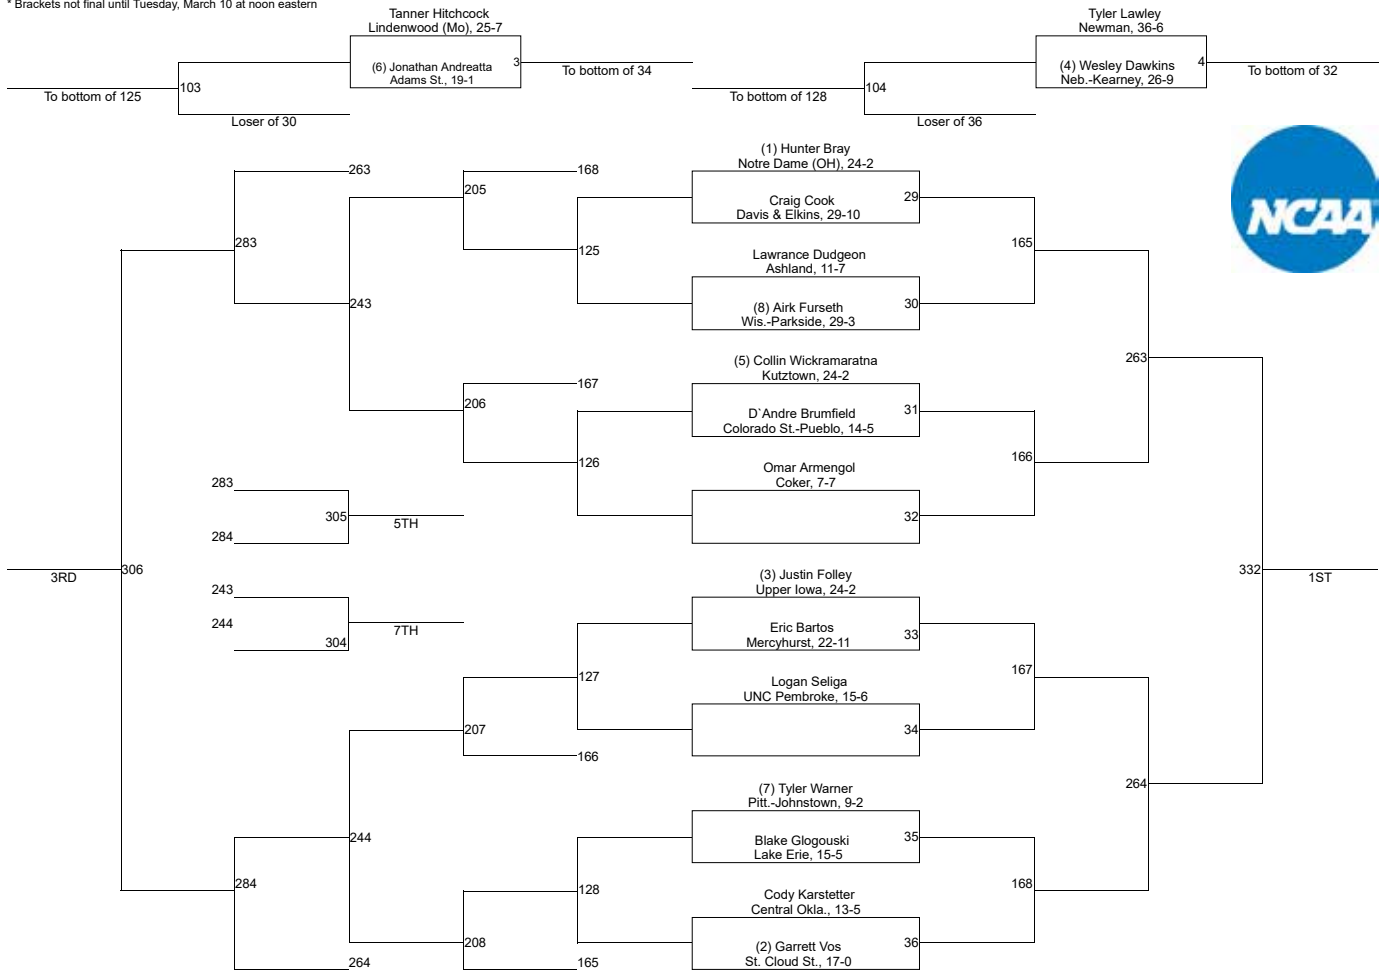 * Brackets not final until Tuesday, March 10 at noon eastern
Tanner Hitchcock
Lindenwood (Mo), 25-7
(6) Jonathan Andreatta
Adams St., 19-1
3
To bottom of 34
103
To bottom of 125
Loser of 30
Tyler Lawley
Newman, 36-6
(4) Wesley Dawkins
Neb.-Kearney, 26-9
4
To bottom of 32
104
To bottom of 128
Loser of 36
NCAA
(1) Hunter Bray
Notre Dame (OH), 24-2
Craig Cook
Davis & Elkins, 29-10
29
Lawrance Dudgeon
Ashland, 11-7
(8) Airk Furseth
Wis.-Parkside, 29-3
30
(5) Collin Wickramaratna
Kutztown, 24-2
D`Andre Brumfield
Colorado St.-Pueblo, 14-5
31
Omar Armengol
Coker, 7-7
32
(3) Justin Folley
Upper Iowa, 24-2
Eric Bartos
Mercyhurst, 22-11
33
Logan Seliga
UNC Pembroke, 15-6
34
(7) Tyler Warner
Pitt.-Johnstown, 9-2
Blake Glogouski
Lake Erie, 15-5
35
Cody Karstetter
Central Okla., 13-5
(2) Garrett Vos
St. Cloud St., 17-0
36
165
166
167
168
263
264
332
1ST
263
168
205
125
283
243
167
206
126
283
305
5TH
284
306
3RD
243
244
304
7TH
127
207
166
244
284
128
208
264
165